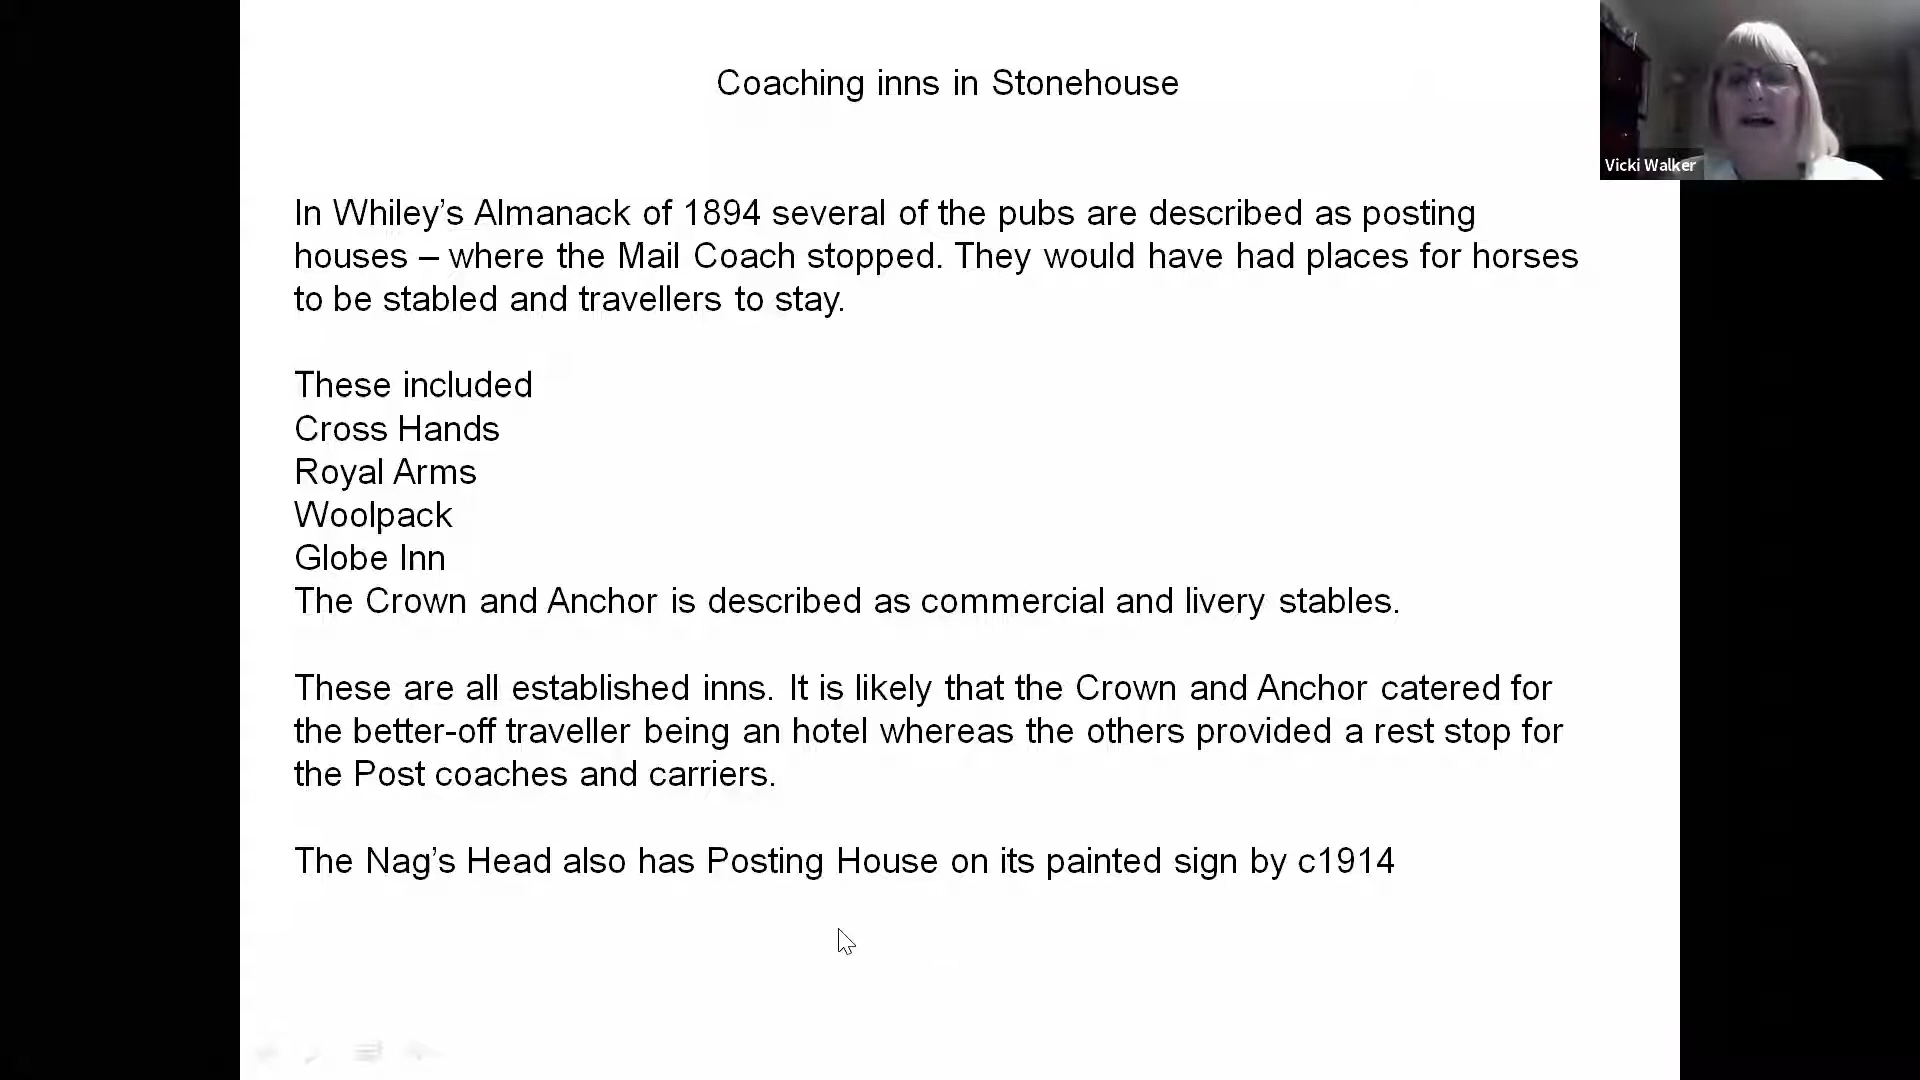 Coaching inns in Stonehouse
Vicki Walker
In Whiley’s Almanack of 1894 several of the pubs are described as posting
houses – where the Mail Coach stopped. They would have had places for horses
to be stabled and travellers to stay.
These included
Cross Hands
Royal Arms
Woolpack
Globe Inn
The Crown and Anchor is described as commercial and livery stables.
These are all established inns. It is likely that the Crown and Anchor catered for
the better-off traveller being an hotel whereas the others provided a rest stop for
the Post coaches and carriers.
The Nag’s Head also has Posting House on its painted sign by c1914